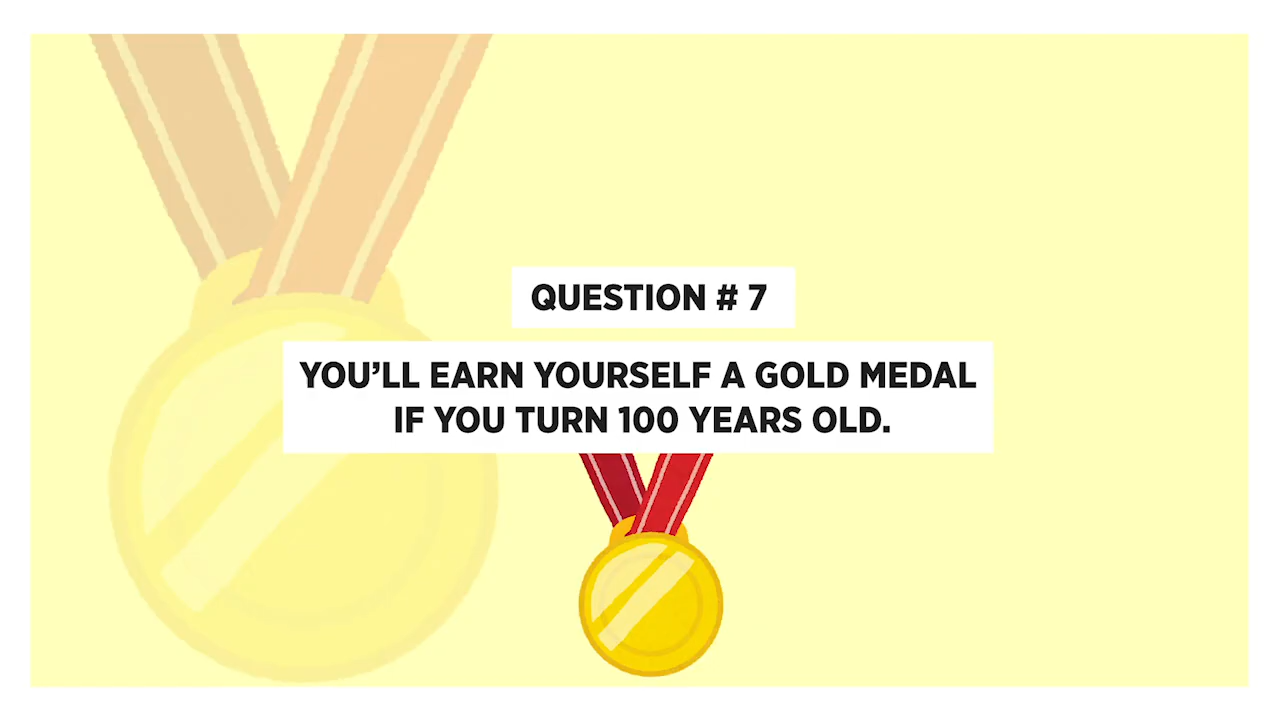 QUESTION # 7
YOU’LL EARN YOURSELF A GOLD MEDAL
IF YOU TURN 100 YEARS OLD.